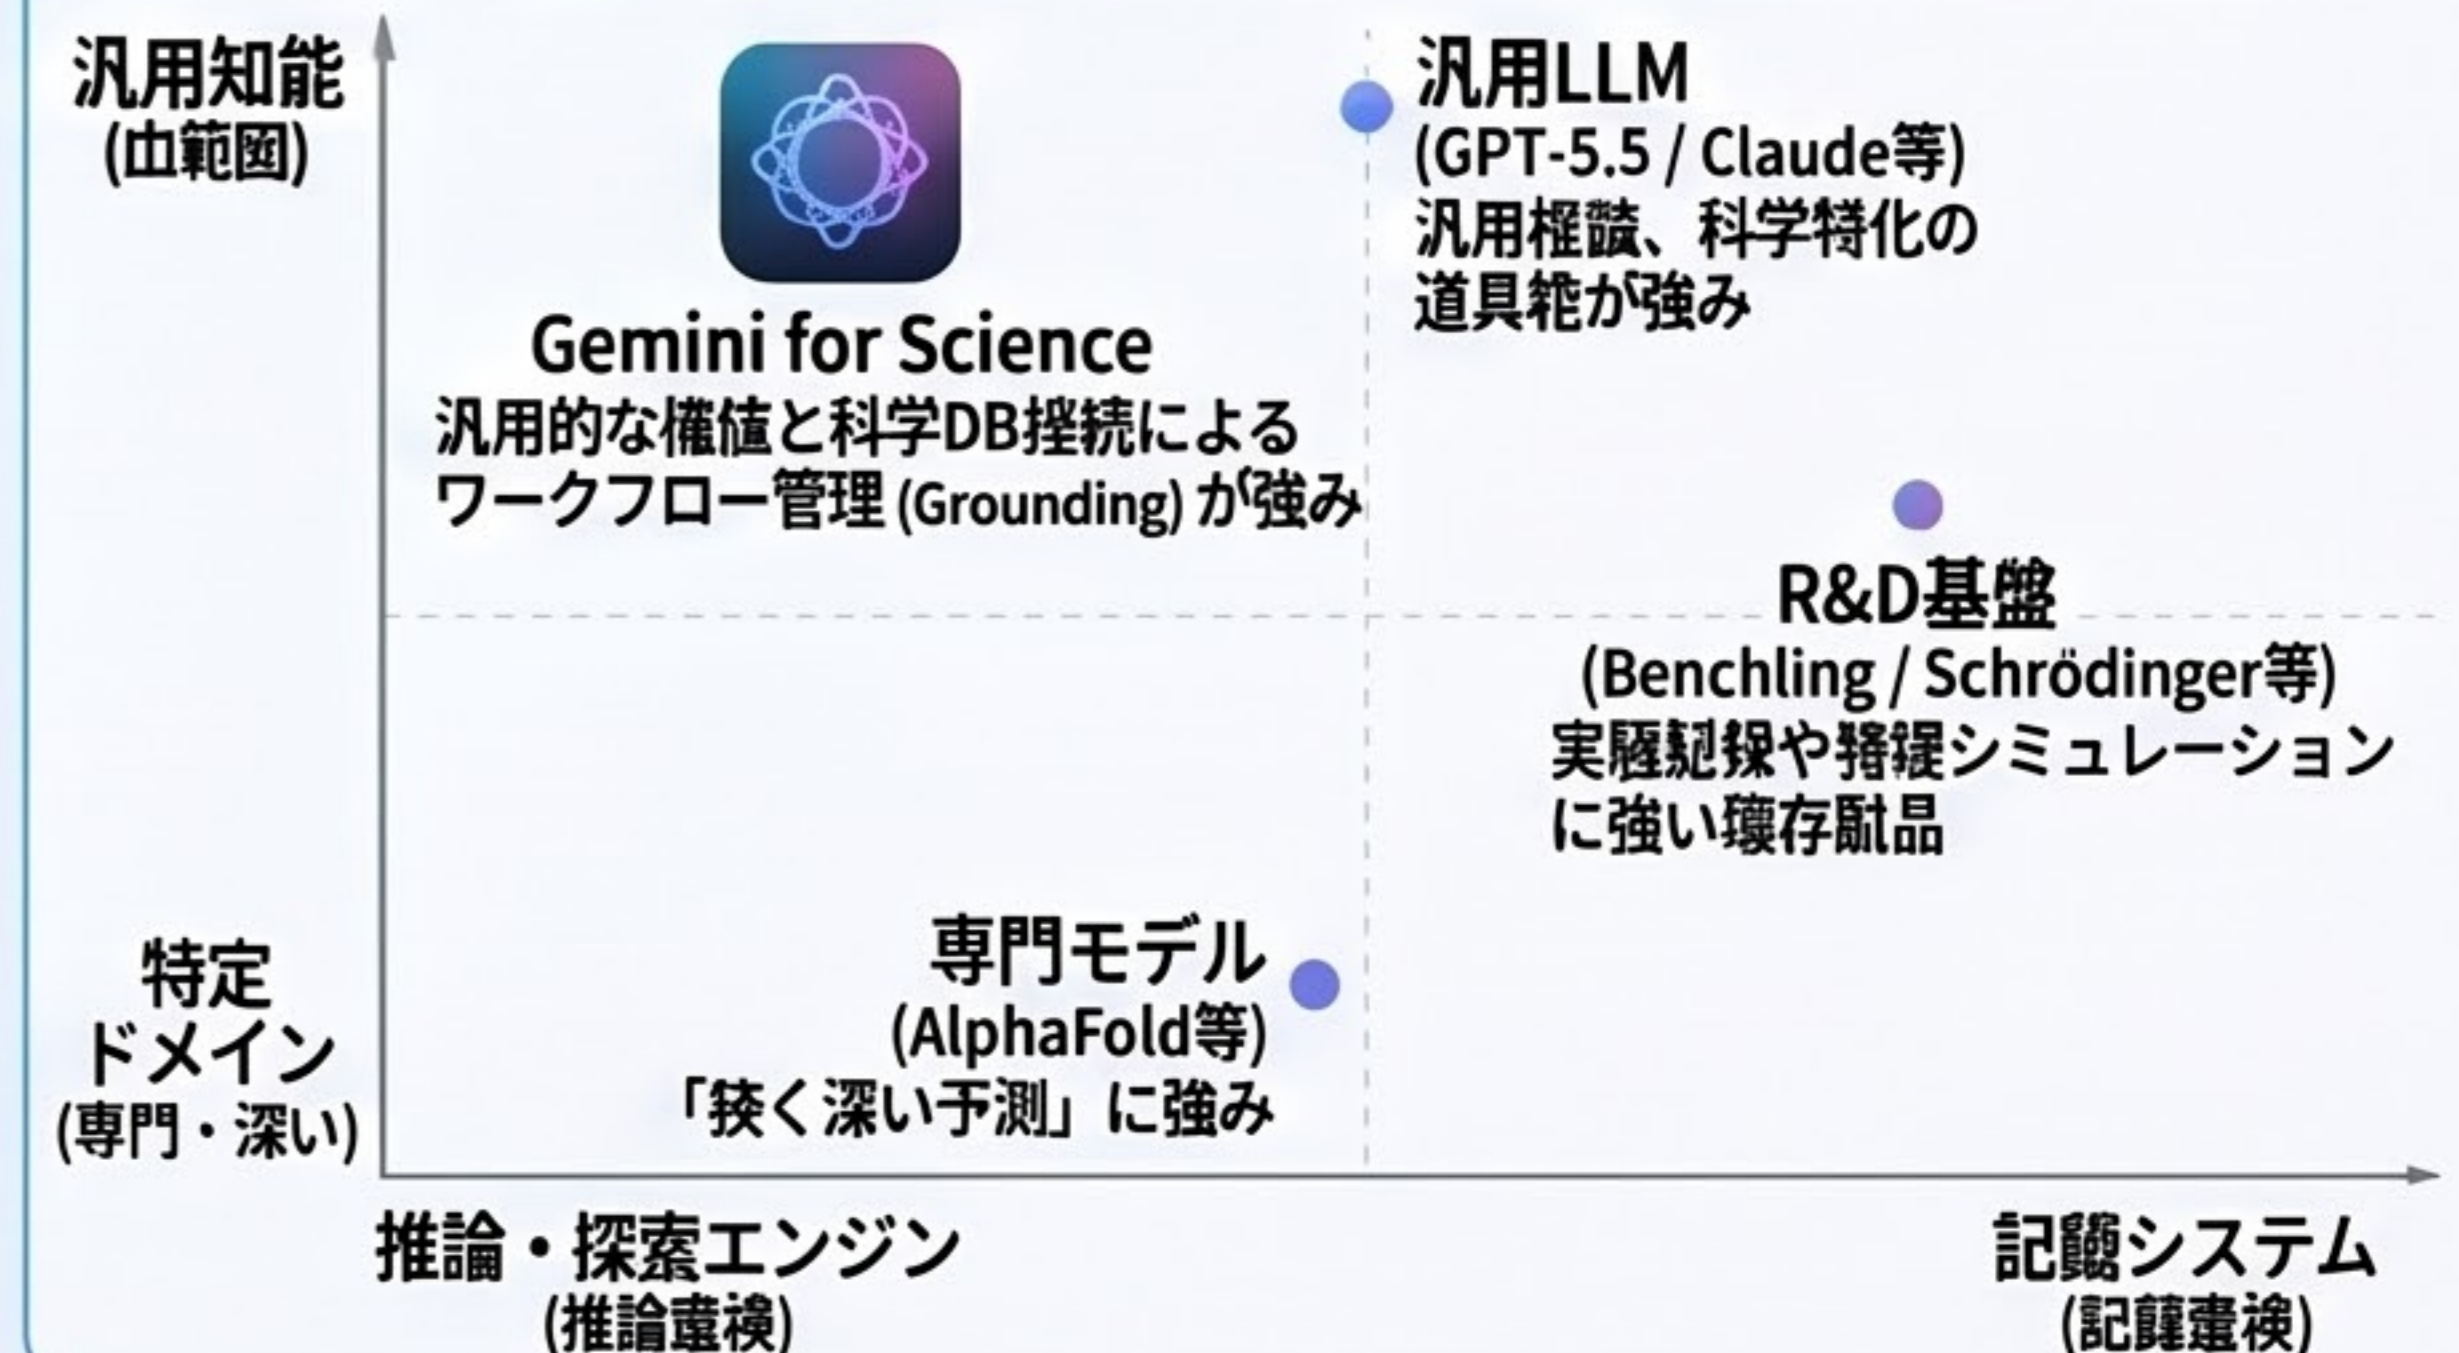 汎用知能
汎用LLM
(GPT-5.5 / Claude等)
汎用、科学特化の
道具が強み
Gemini for Science
汎用的なと科学DB続による
ワークフロー管理 (Grounding) が強み
R&D基盤
(Benchling / Schrödinger等)
実やシミュレーション
に強い存品
専門モデル
(AlphaFold等)
「狭く深い予測」に強み
特定
ドメイン
(専門・深い)
推論・探索エンジン
(推論)
記システム
(記)